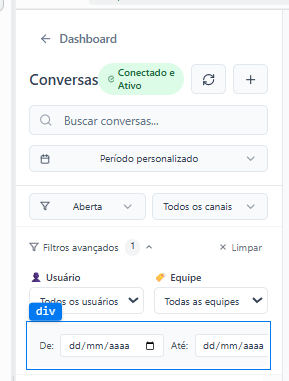 Dashboard
Conversas
Conectado e
Ativo
Buscar conversas...
Período personalizado
Aberta
Todos os canais
Filtros avançados 1
Limpar
Usuário
Equipe
Todos os usuários
Todas as equipes
div
De: dd/mm/aaaa
Até: dd/mm/aaaa